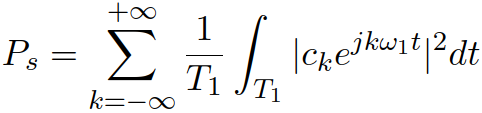 $P_s = \sum_{k=-\infty}^{+\infty} \frac{1}{T_1} \int_{T_1} |c_k e^{jk\omega_1 t}|^2 dt$